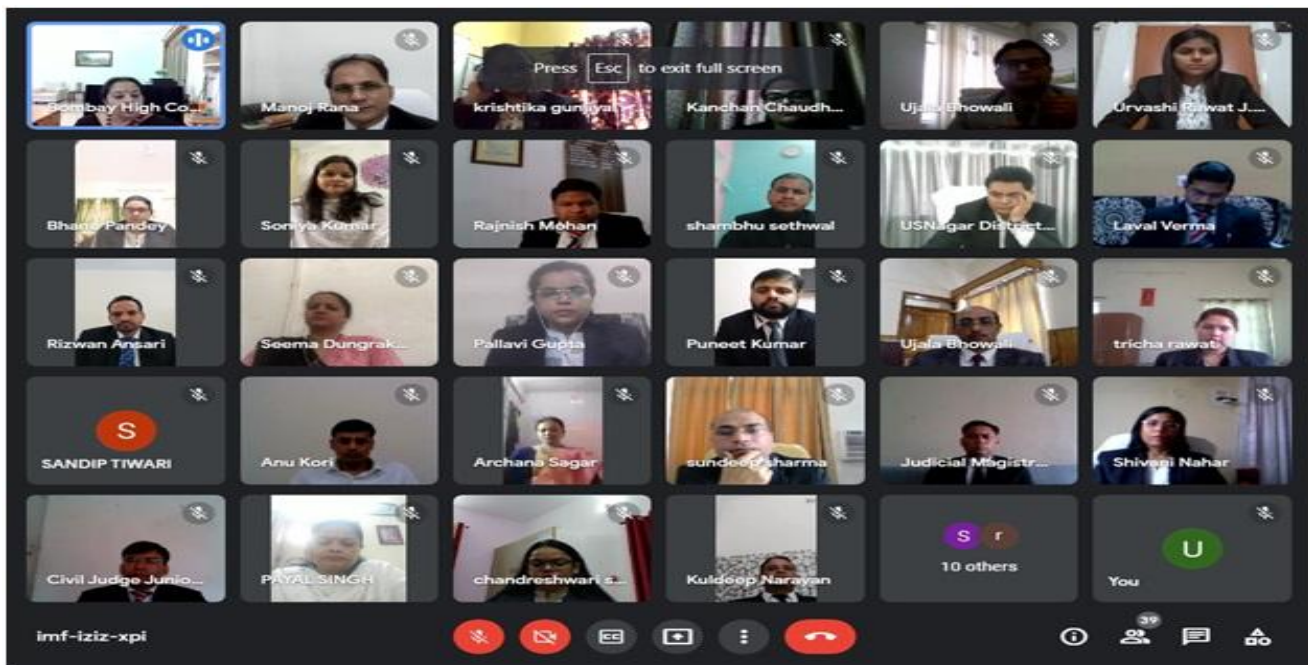 Press Esc to exit full screen
Bombay High Co...
Manoj Rana
krishtika gunjyal
Kanchan Chaudh...
Ujala Bhowali
Urvashi Rawat J....
Bhanu Pandey
Soniya Kumar
Rajnish Mohan
shambhu sethwal
USNagar District...
Laval Verma
Rizwan Ansari
Seema Dungrak...
Pallavi Gupta
Puneet Kumar
Ujala Bhowali
tricha rawat
S
SANDIP TIWARI
Anu Kori
Archana Sagar
sundeep sharma
Judicial Magistr...
Shivani Nahar
Civil Judge Junio...
PAYAL SINGH
chandreshwari s...
Kuldeep Narayan
S r
10 others
U
You
imf-iziz-xpi
CC
39